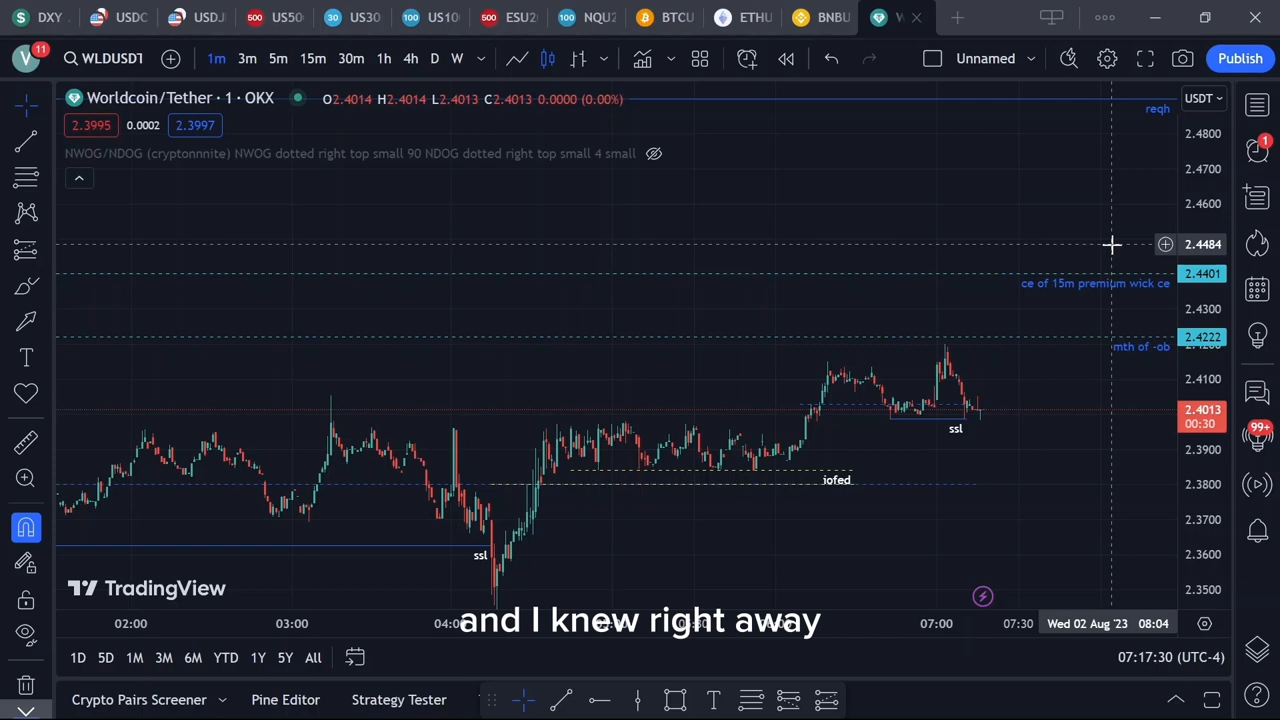 DXY USDC USDJ US50 US30 US10 ESU2 NQU2 BTCU ETHU BNBU W
V 11 WLDUSDT 1m 3m 5m 15m 30m 1h 4h D W Unnamed Publish
Worldcoin/Tether · 1 · OKX O2.4014 H2.4014 L2.4013 C2.4013 0.0000 (0.00%) USDT
reqh
2.3995 0.0002 2.3997
2.4800
NWOG/NDOG (cryptonnnite) NWOG dotted right top small 90 NDOG dotted right top small 4 small
2.4700
2.4600
2.4484
2.4401
ce of 15m premium wick ce
2.4300
2.4222
mth of -ob
2.4100
2.4013
00:30
ssl
2.3900
iofed
2.3800
2.3700
ssl
2.3600
TradingView
2.3500
and I knew right away
02:00 03:00 04:00 07:00 07:30 Wed 02 Aug '23 08:04
1D 5D 1M 3M 6M YTD 1Y 5Y All 07:17:30 (UTC-4)
Crypto Pairs Screener Pine Editor Strategy Tester